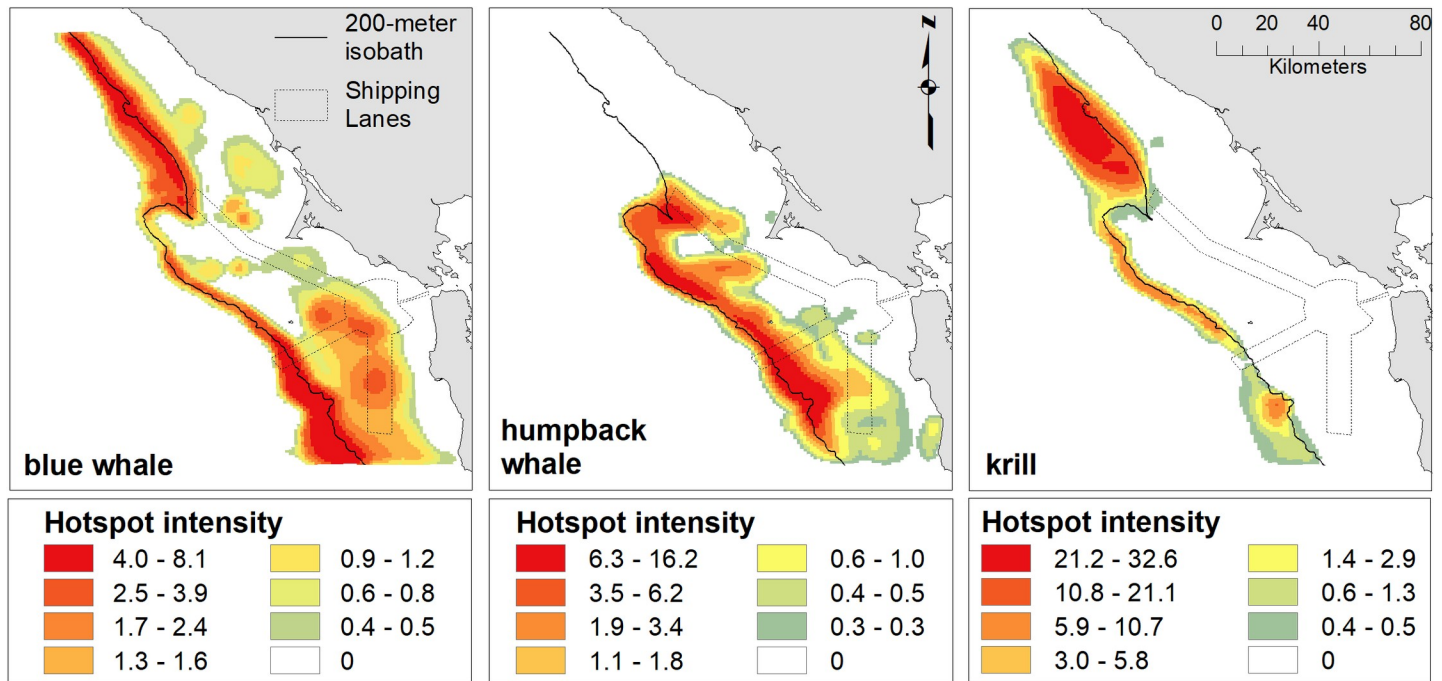 200-meter
isobath
Shipping
Lanes
blue whale
humpback
whale
N
0 20 40 80
Kilometers
krill
Hotspot intensity
4.0 - 8.1 0.9 - 1.2
2.5 - 3.9 0.6 - 0.8
1.7 - 2.4 0.4 - 0.5
1.3 - 1.6 0
Hotspot intensity
6.3 - 16.2 0.6 - 1.0
3.5 - 6.2 0.4 - 0.5
1.9 - 3.4 0.3 - 0.3
1.1 - 1.8 0
Hotspot intensity
21.2 - 32.6 1.4 - 2.9
10.8 - 21.1 0.6 - 1.3
5.9 - 10.7 0.4 - 0.5
3.0 - 5.8 0